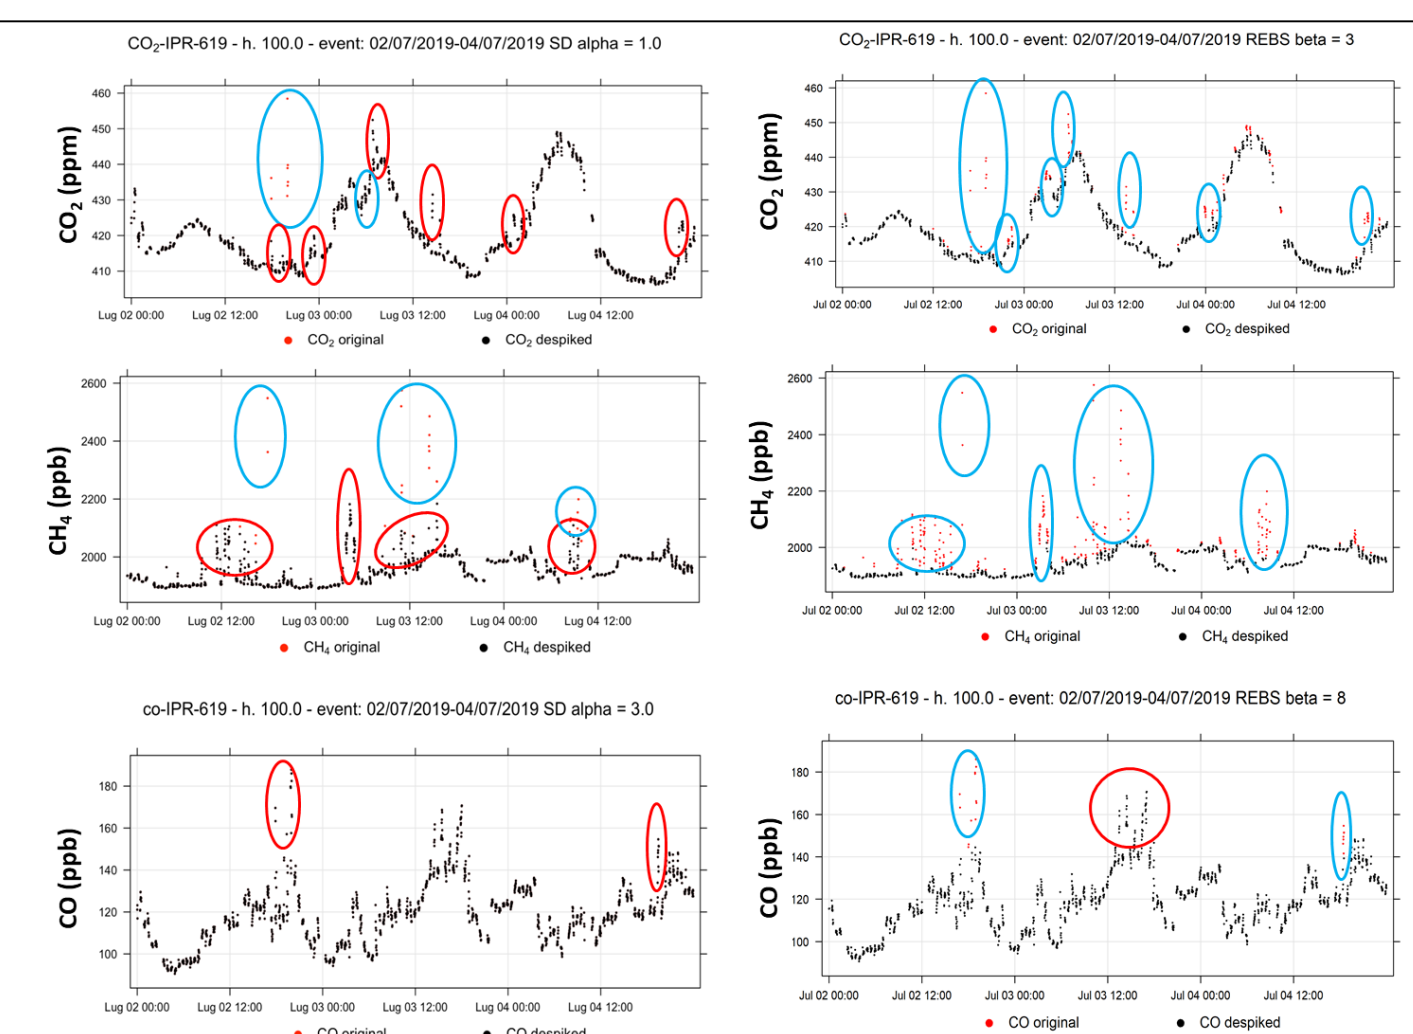 CO₂-IPR-619 - h. 100.0 - event: 02/07/2019-04/07/2019 SD alpha = 1.0
CO₂ (ppm)
460
450
440
430
420
410
Lug 02 00:00 Lug 02 12:00 Lug 03 00:00 Lug 03 12:00 Lug 04 00:00 Lug 04 12:00
CO₂ original CO₂ despiked
CO₂-IPR-619 - h. 100.0 - event: 02/07/2019-04/07/2019 REBS beta = 3
CO₂ (ppm)
460
450
440
430
420
410
Jul 02 00:00 Jul 02 12:00 Jul 03 00:00 Jul 03 12:00 Jul 04 00:00 Jul 04 12:00
CO₂ original CO₂ despiked
CH₄ (ppb)
2600
2400
2200
2000
Lug 02 00:00 Lug 02 12:00 Lug 03 00:00 Lug 03 12:00 Lug 04 00:00 Lug 04 12:00
CH₄ original CH₄ despiked
CH₄ (ppb)
2600
2400
2200
2000
Jul 02 00:00 Jul 02 12:00 Jul 03 00:00 Jul 03 12:00 Jul 04 00:00 Jul 04 12:00
CH₄ original CH₄ despiked
co-IPR-619 - h. 100.0 - event: 02/07/2019-04/07/2019 SD alpha = 3.0
CO (ppb)
180
160
140
120
100
Lug 02 00:00 Lug 02 12:00 Lug 03 00:00 Lug 03 12:00 Lug 04 00:00 Lug 04 12:00
CO original CO despiked
co-IPR-619 - h. 100.0 - event: 02/07/2019-04/07/2019 REBS beta = 8
CO (ppb)
180
160
140
120
100
Jul 02 00:00 Jul 02 12:00 Jul 03 00:00 Jul 03 12:00 Jul 04 00:00 Jul 04 12:00
CO original CO despiked